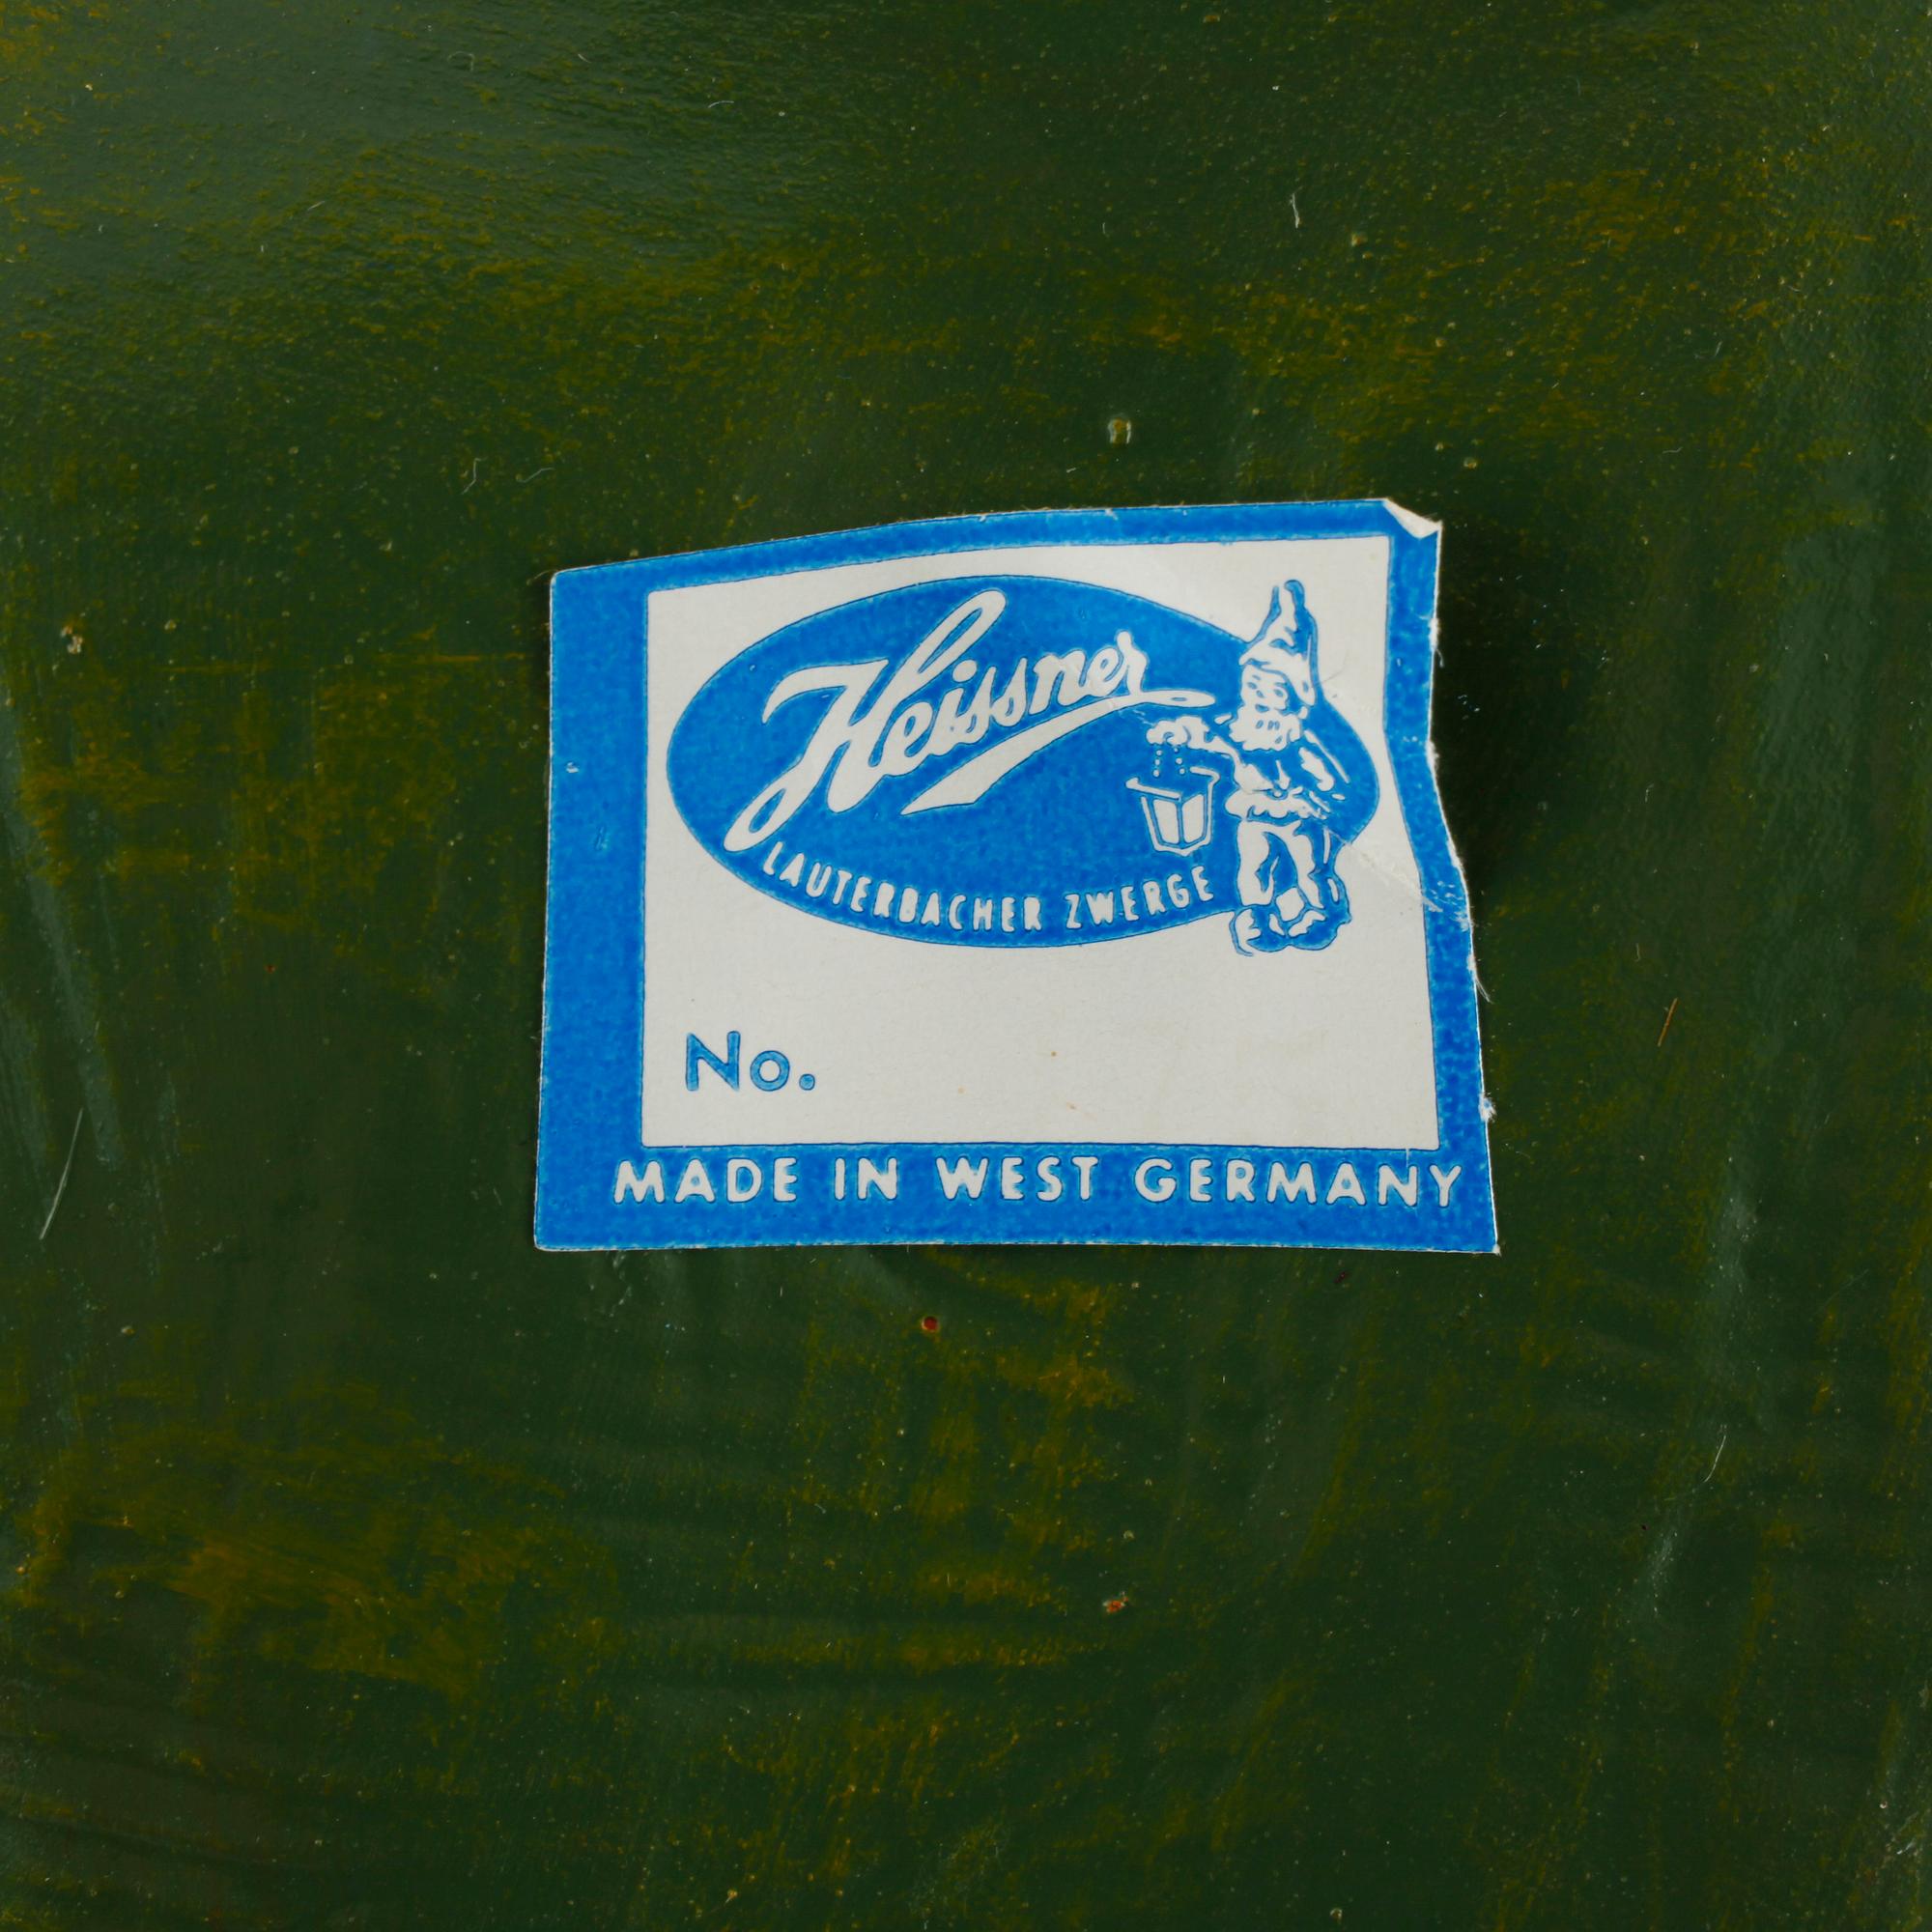 Heissner
LAUTERBACHER ZWERGE
No.
MADE IN WEST GERMANY